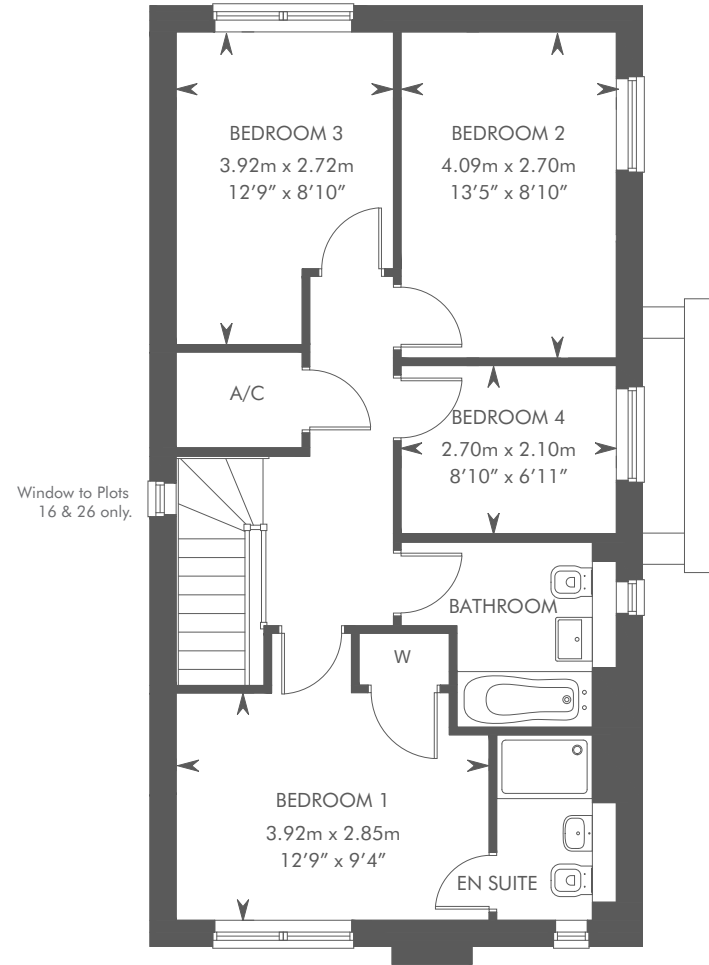 BEDROOM 3
3.92m x 2.72m
12’9” x 8’10”
BEDROOM 2
4.09m x 2.70m
13’5” x 8’10”
A/C
BEDROOM 4
2.70m x 2.10m
8’10” x 6’11”
Window to Plots
16 & 26 only.
BATHROOM
W
BEDROOM 1
3.92m x 2.85m
12’9” x 9’4”
EN SUITE